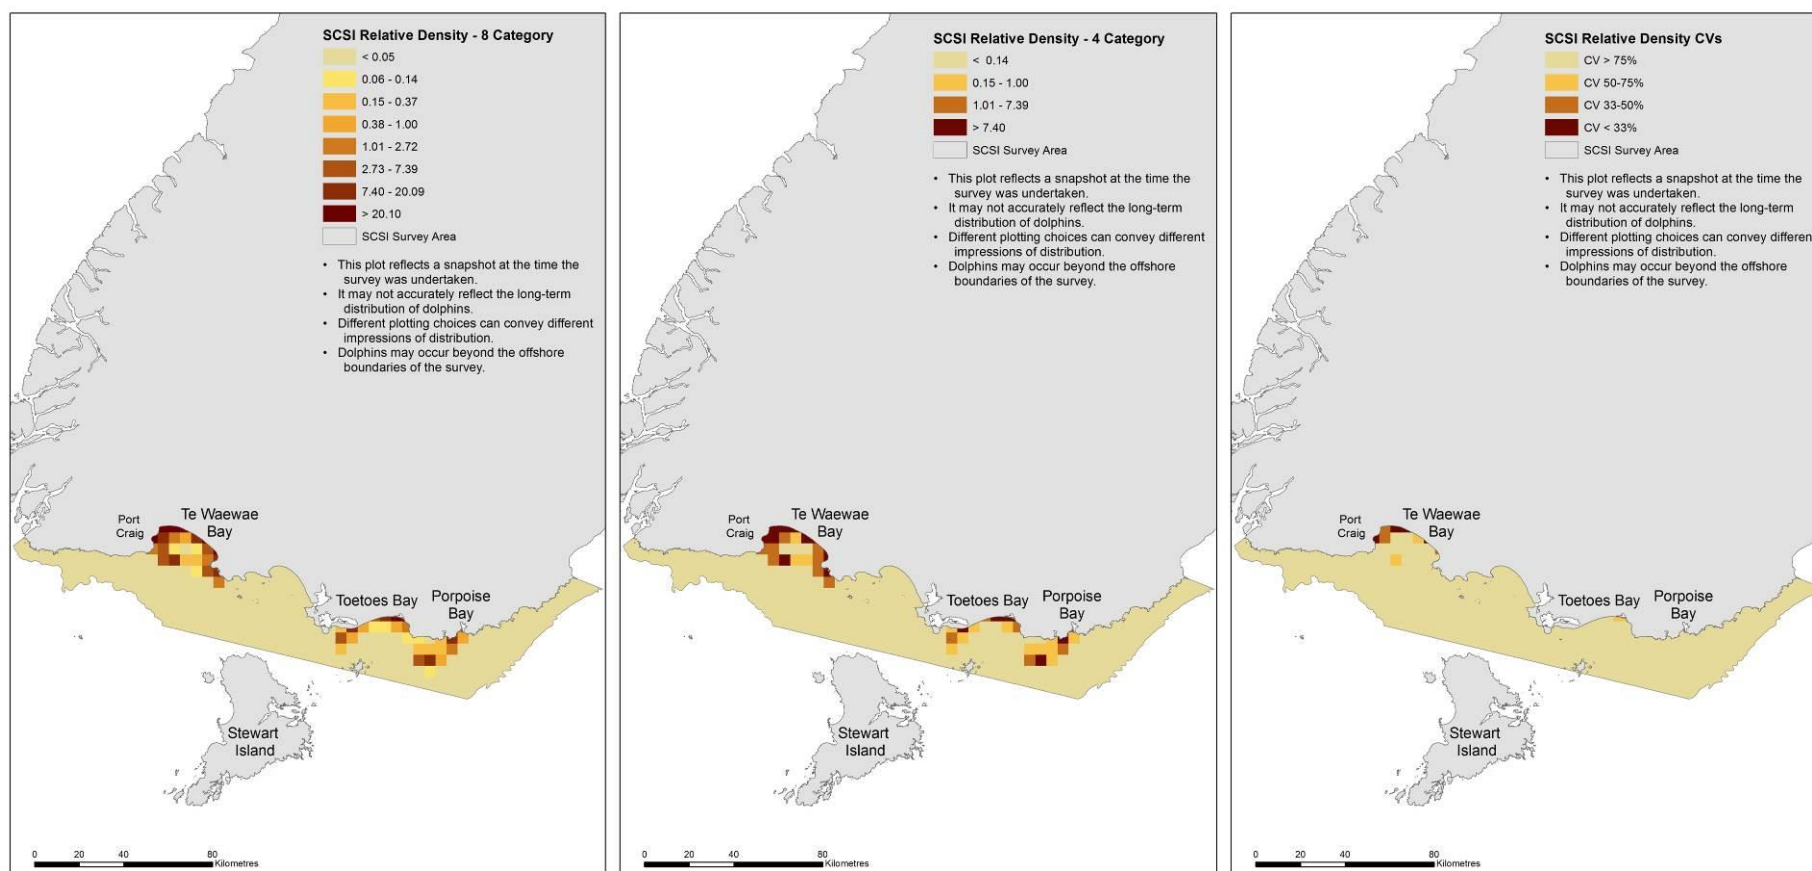 SCSI Relative Density - 8 Category
< 0.05
0.06 - 0.14
0.15 - 0.37
0.38 - 1.00
1.01 - 2.72
2.73 - 7.39
7.40 - 20.09
> 20.10
SCSI Survey Area
• This plot reflects a snapshot at the time the
survey was undertaken.
• It may not accurately reflect the long-term
distribution of dolphins.
• Different plotting choices can convey different
impressions of distribution.
• Dolphins may occur beyond the offshore
boundaries of the survey.
Port
Craig
Te Waewae
Bay
Toetoes Bay
Porpoise
Bay
Stewart
Island
0 20 40 80
Kilometres
SCSI Relative Density - 4 Category
< 0.14
0.15 - 1.00
1.01 - 7.39
> 7.40
SCSI Survey Area
• This plot reflects a snapshot at the time the
survey was undertaken.
• It may not accurately reflect the long-term
distribution of dolphins.
• Different plotting choices can convey different
impressions of distribution.
• Dolphins may occur beyond the offshore
boundaries of the survey.
Port
Craig
Te Waewae
Bay
Toetoes Bay
Porpoise
Bay
Stewart
Island
0 20 40 80
Kilometres
SCSI Relative Density CVs
CV > 75%
CV 50-75%
CV 33-50%
CV < 33%
SCSI Survey Area
• This plot reflects a snapshot at the time the
survey was undertaken.
• It may not accurately reflect the long-term
distribution of dolphins.
• Different plotting choices can convey different
impressions of distribution.
• Dolphins may occur beyond the offshore
boundaries of the survey.
Port
Craig
Te Waewae
Bay
Toetoes Bay
Porpoise
Bay
Stewart
Island
0 20 40 80
Kilometres